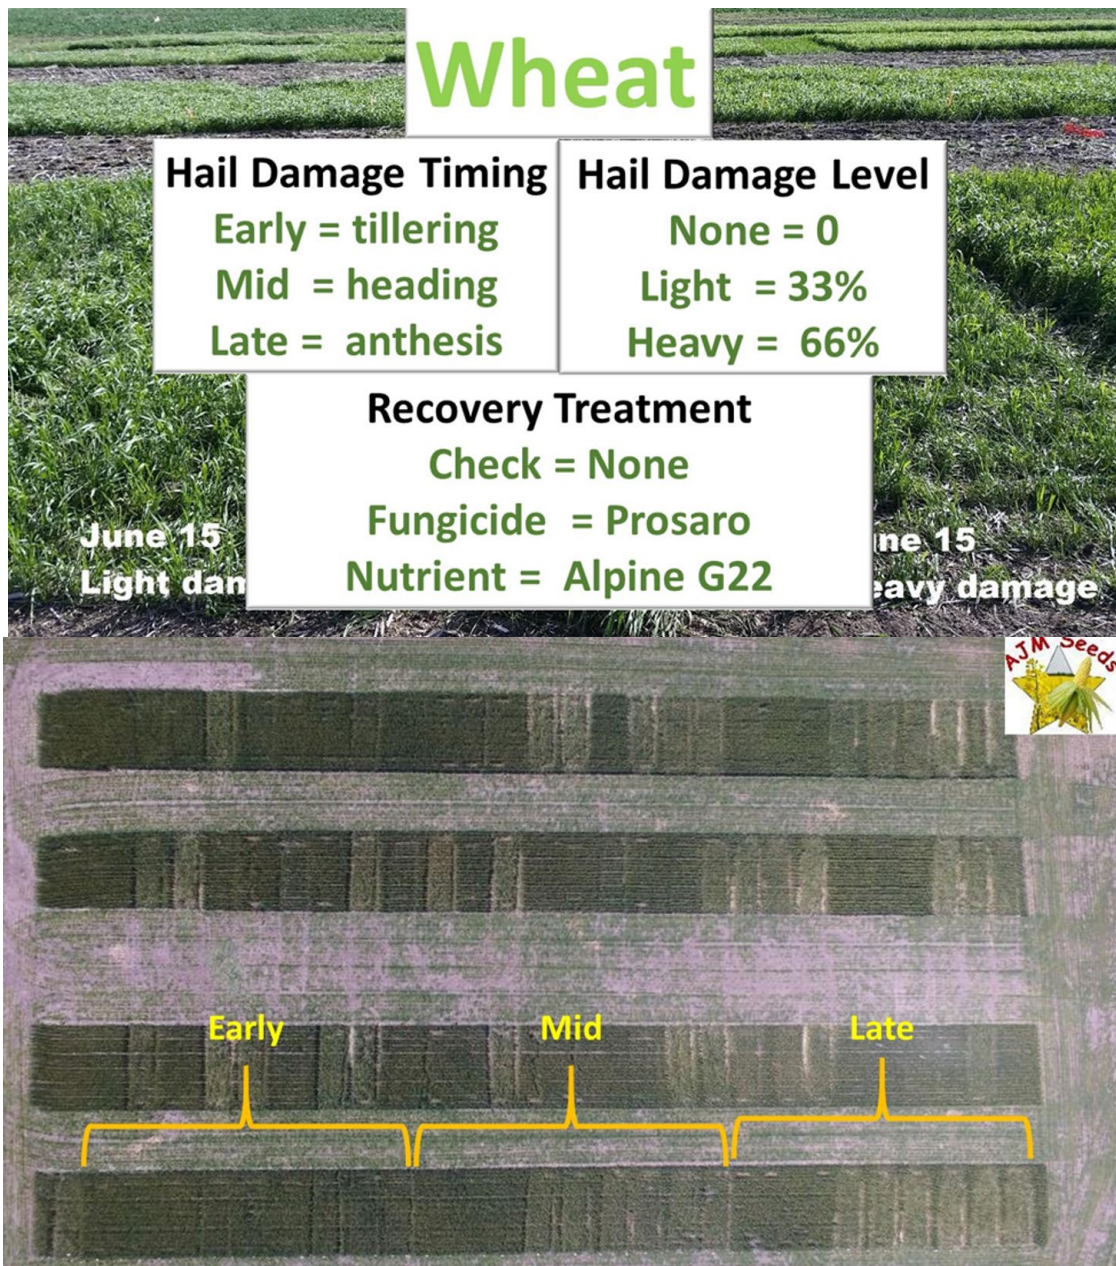 Wheat
Hail Damage Timing
Early = tillering
Mid = heading
Late = anthesis
Hail Damage Level
None = 0
Light = 33%
Heavy = 66%
Recovery Treatment
Check = None
Fungicide = Prosaro
Nutrient = Alpine G22
June 15
Light dam
ne 15
eavy damage
AJM Seeds
Early
Mid
Late